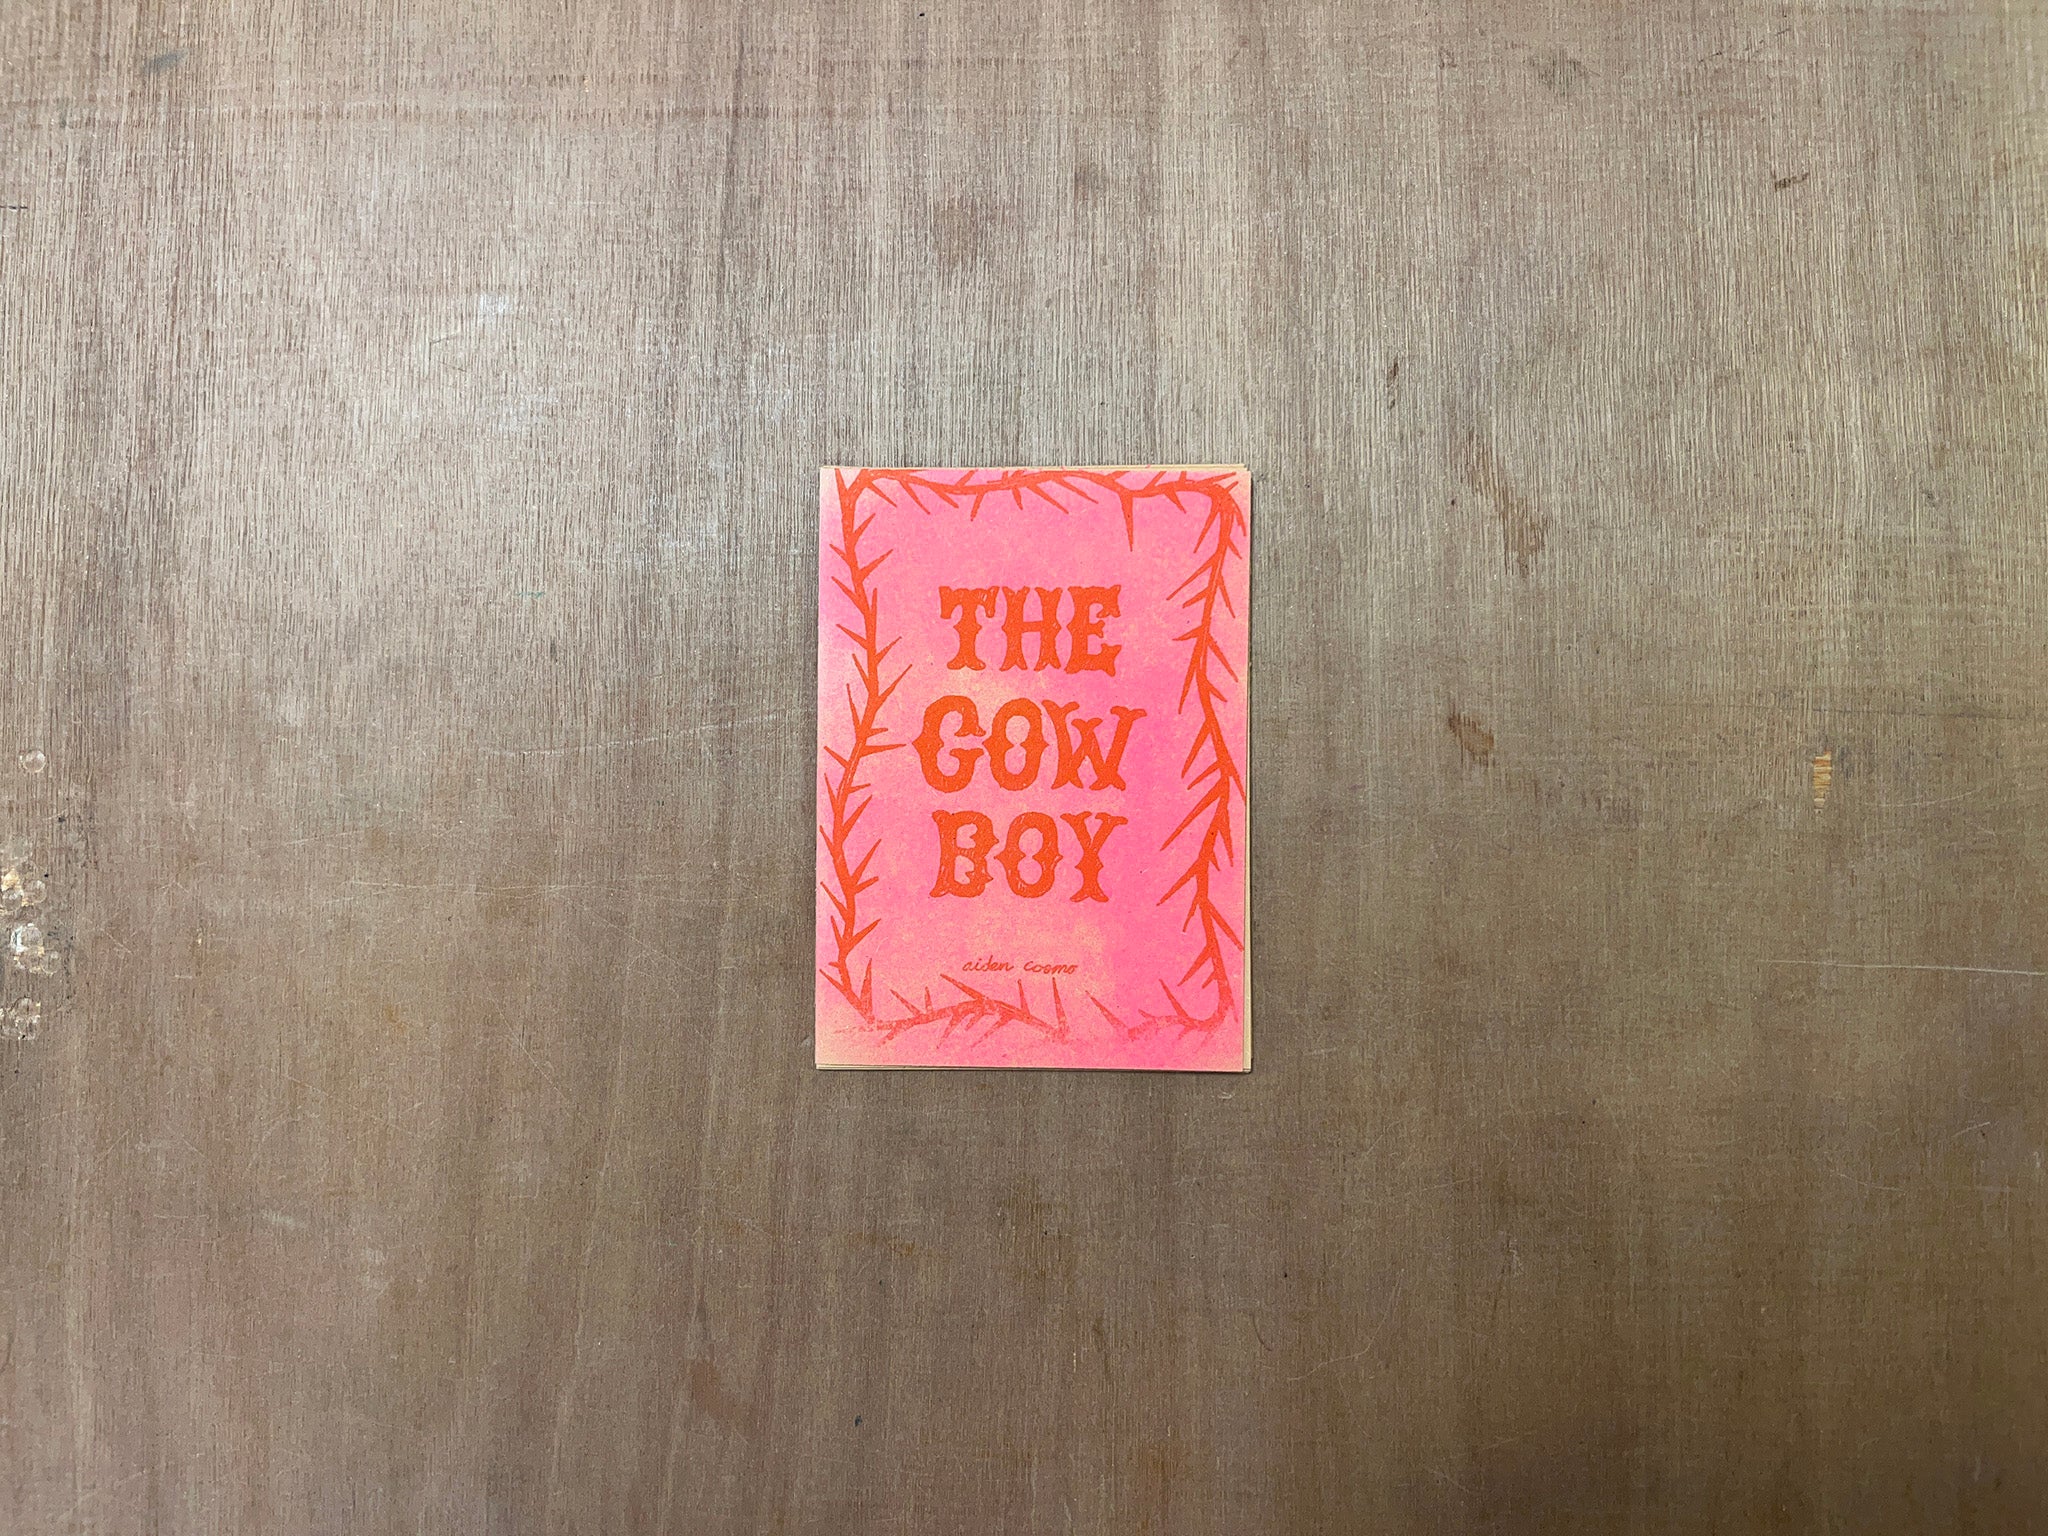 THE
COW
BOY
aiden cosmo